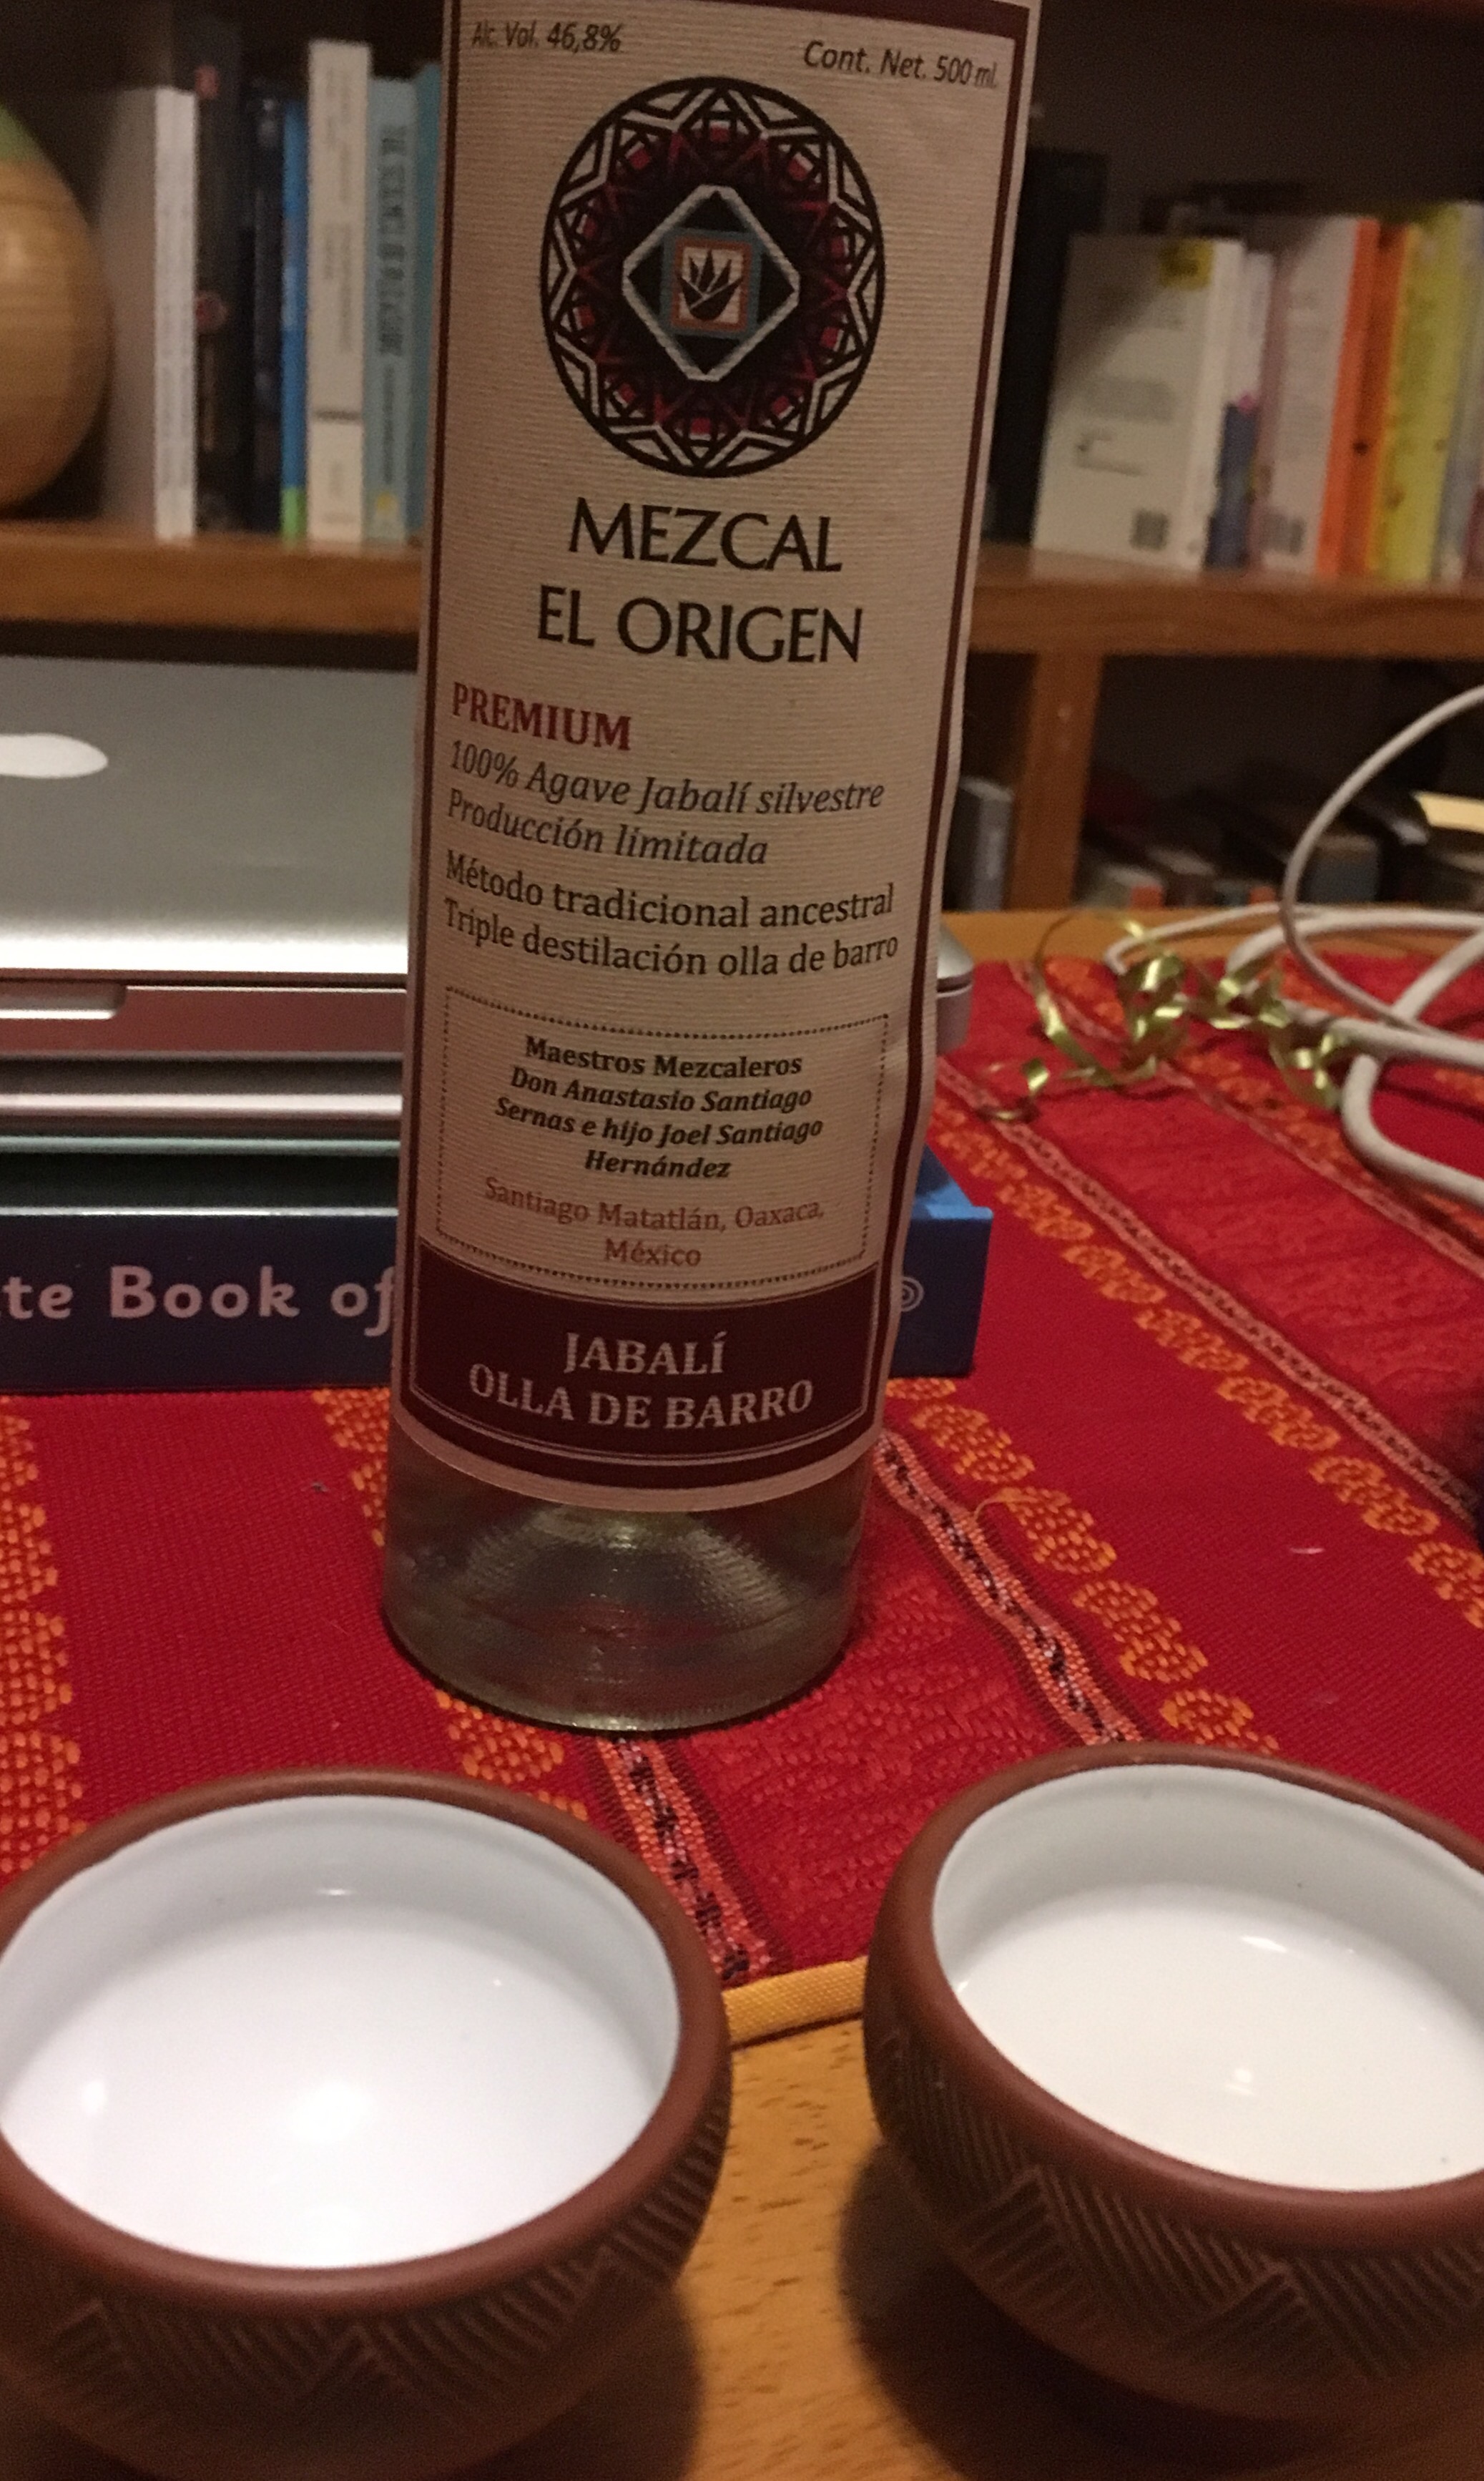 Alc. Vol. 46,8%
Cont. Net. 500 ml.
MEZCAL
EL ORIGEN
PREMIUM
100% Agave Jabalí silvestre
Producción limitada
Método tradicional ancestral
Triple destilación olla de barro
Maestros Mezcaleros
Don Anastasio Santiago
Sernas e hijo Joel Santiago
Hernández
Santiago Matatlán, Oaxaca,
México
JABALÍ
OLLA DE BARRO
te Book of